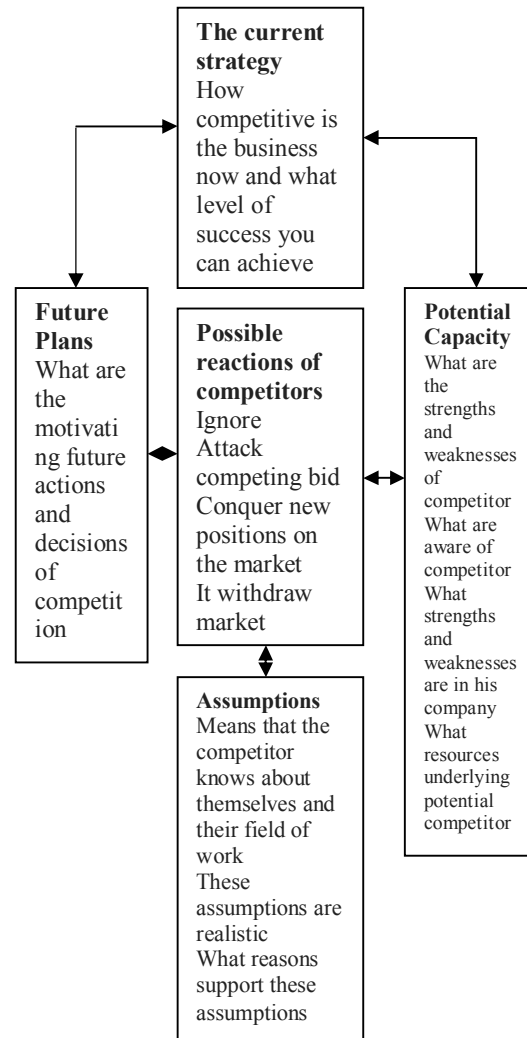 The current
strategy
How
competitive is
the business
now and what
level of
success you
can achieve
Future
Plans
What are
the
motivati
ng future
actions
and
decisions
of
competit
ion
Possible
reactions of
competitors
Ignore
Attack
competing bid
Conquer new
positions on
the market
It withdraw
market
Potential
Capacity
What are
the
strengths
and
weaknesses
of
competitor
What are
aware of
competitor
What
strengths
and
weaknesses
are in his
company
What
resources
underlying
potential
competitor
Assumptions
Means that the
competitor
knows about
themselves and
their field of
work
These
assumptions are
realistic
What reasons
support these
assumptions